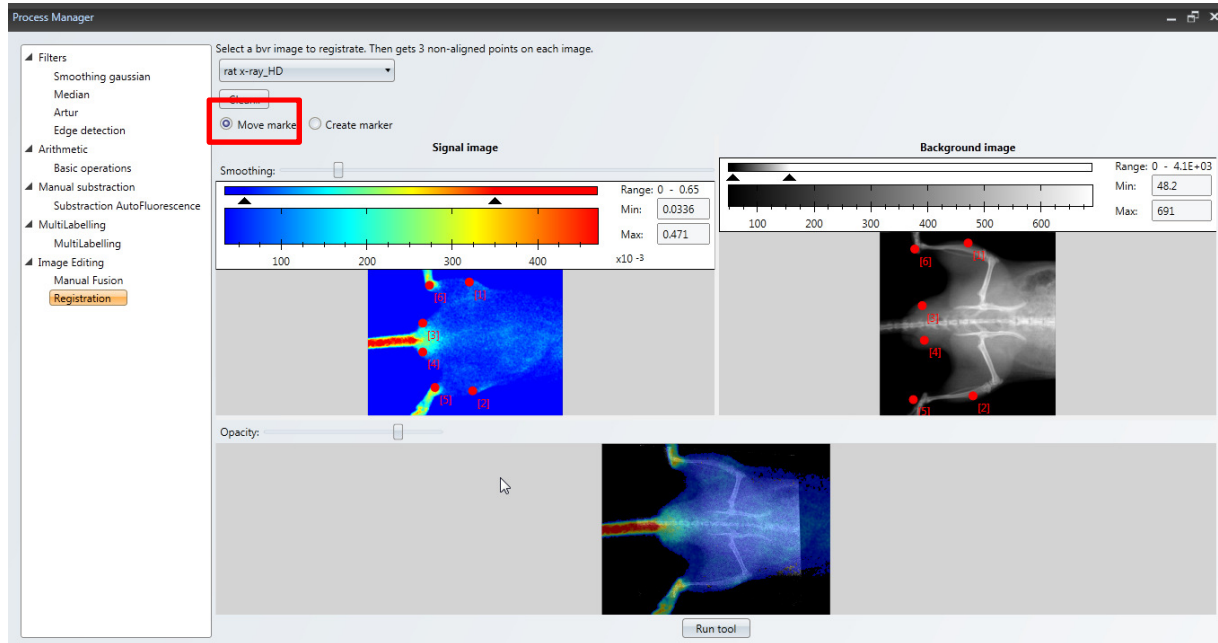 Process Manager
Filters
Smoothing gaussian
Median
Artur
Edge detection
Arithmetic
Basic operations
Manual substraction
Substraction AutoFluorescence
MultiLabelling
MultiLabelling
Image Editing
Manual Fusion
Registration
Select a bvr image to registrate. Then gets 3 non-aligned points on each image.
rat x-ray_HD
Move marke Create marker
Signal image
Smoothing:
Range: 0 - 0.65
Min: 0.0336
Max: 0.471
100 200 300 400 x10 -3
[6] [1]
[3]
[4]
[5] [2]
Background image
Range: 0 - 4.1E+03
Min: 48.2
Max: 691
100 200 300 400 500 600
[6] [1]
[3]
[4]
[5] [2]
Opacity:
Run tool